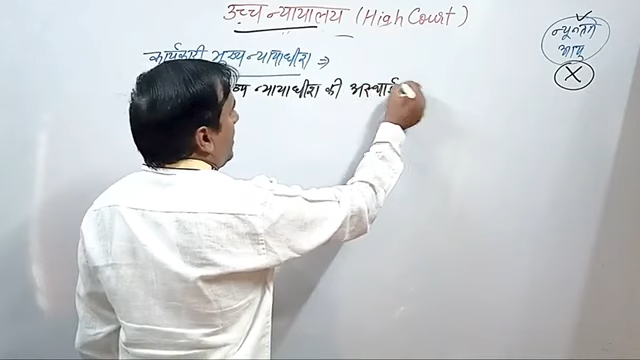 उच्च न्यायालय (High Court)
कार्यकारी मुख्य न्यायाधीश ⇒
न्यायाधीश की अस्थाई
न्यूनतम
आयु
X